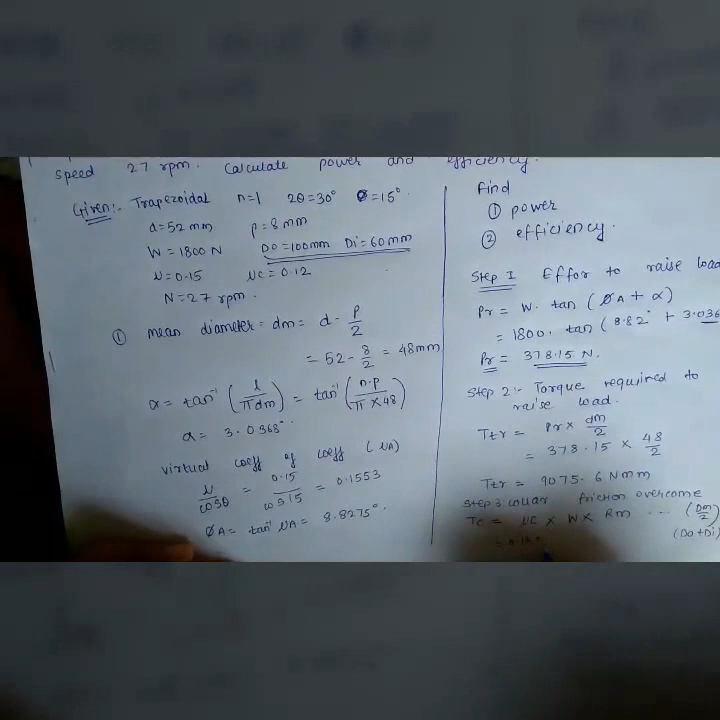 speed 27 rpm. Calculate power and efficiency.
Given:- Trapezoidal n=1 2θ=30° θ=15°.
d=52 mm p=8 mm
W=1800 N Do=100mm Di=60mm
μ=0.15 μc=0.12
N=27 rpm.
① mean diameter = dm = d - p/2
= 52 - 8/2 = 48mm
α = tan⁻¹ (l/πdm) = tan⁻¹ (n.p/π×48)
α = 3.0368°.
virtual coeff of coeff (μA)
μ/cosθ = 0.15/cos15 = 0.1553
ØA = tan⁻¹ μA = 8.8275°.
Find
① power
② efficiency.
Step I Effor to raise load
Pr = W. tan (ØA + α)
= 1800. tan (8.82° + 3.036
Pr = 378.15 N.
Step 2:- Torque required to
raise load.
Ttr = Pr × dm/2
= 378.15 × 48/2
Ttr = 9075.6 Nmm
Step 3: collar friction overcome
Tc = μc × W × Rm ... (Dm/2)
(Do+Di)